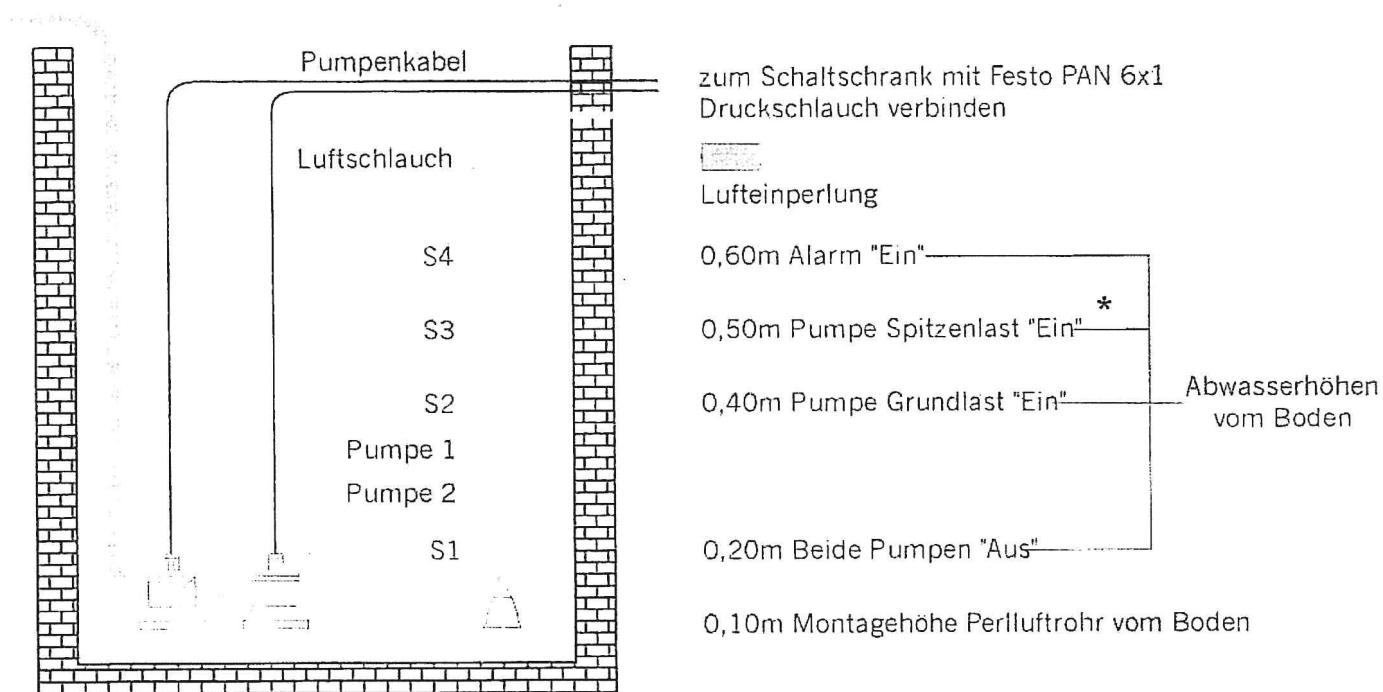 Pumpenkabel
zum Schaltschrank mit Festo PAN 6x1
Druckschlauch verbinden
Luftschlauch
Lufteinperlung
S4
0,60m Alarm "Ein"
*
S3
0,50m Pumpe Spitzenlast "Ein"
S2
0,40m Pumpe Grundlast "Ein"
Abwasserhöhen
vom Boden
Pumpe 1
Pumpe 2
S1
0,20m Beide Pumpen "Aus"
0,10m Montagehöhe Perlluftrohr vom Boden